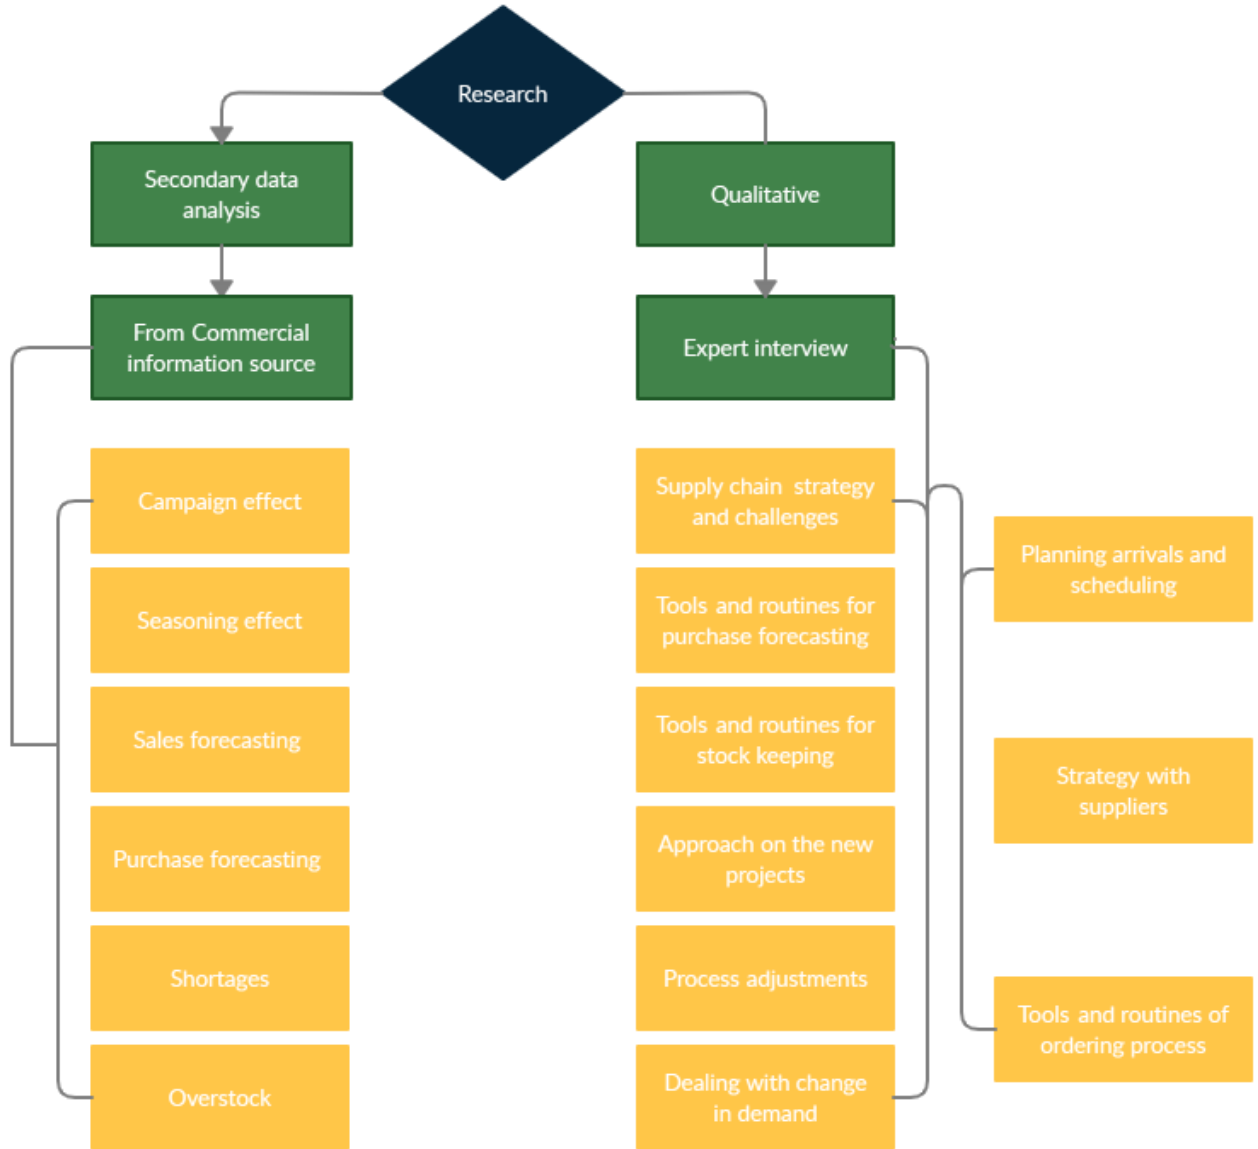 Research
Secondary data
analysis
Qualitative
From Commercial
information source
Expert interview
Campaign effect
Seasoning effect
Sales forecasting
Purchase forecasting
Shortages
Overstock
Supply chain strategy
and challenges
Tools and routines for
purchase forecasting
Tools and routines for
stock keeping
Approach on the new
projects
Process adjustments
Dealing with change
in demand
Planning arrivals and
scheduling
Strategy with
suppliers
Tools and routines of
ordering process